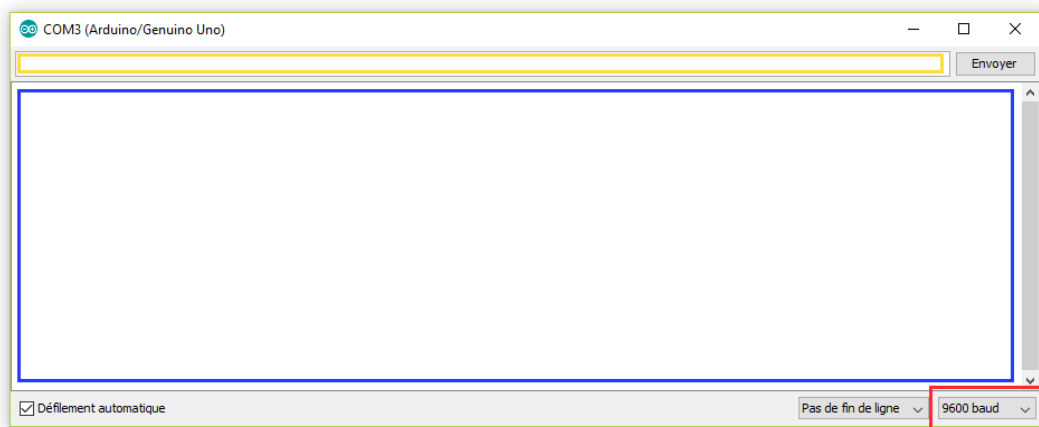 COM3 (Arduino/Genuino Uno)
Envoyer
Défilement automatique
Pas de fin de ligne
9600 baud